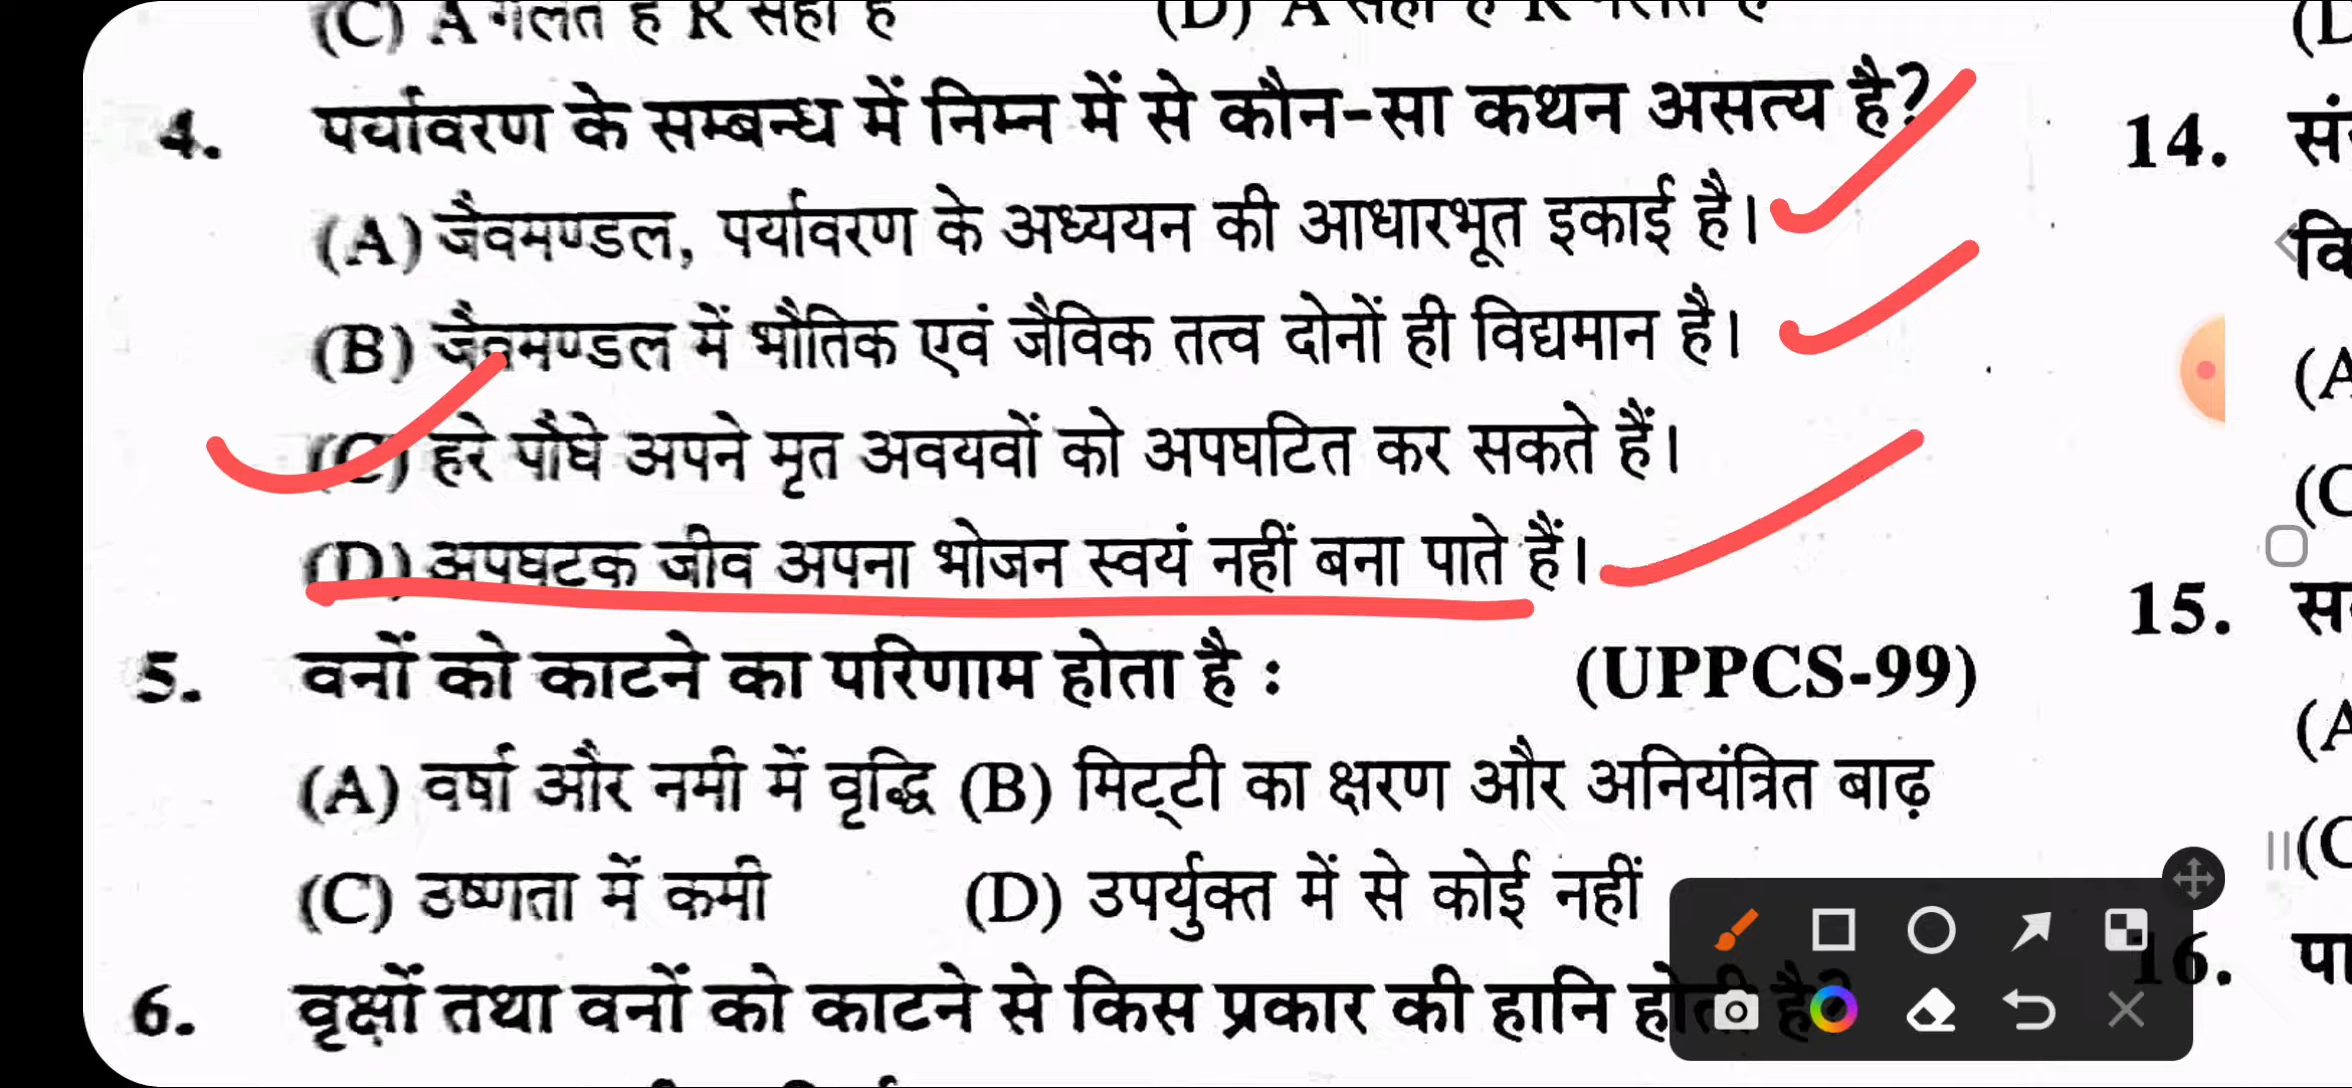 (C) A गलत है R सही है (D) A सही है R गलत है
4. पर्यावरण के सम्बन्ध में निम्न में से कौन-सा कथन असत्य है?
(A) जैवमण्डल, पर्यावरण के अध्ययन की आधारभूत इकाई है।
(B) जैवमण्डल में भौतिक एवं जैविक तत्व दोनों ही विद्यमान है।
(C) हरे पौघे अपने मृत अवयवों को अपघटित कर सकते हैं।
(D) अपघटक जीव अपना भोजन स्वयं नहीं बना पाते हैं।
5. वनों को काटने का परिणाम होता है : (UPPCS-99)
(A) वर्षा और नमी में वृद्धि (B) मिट्टी का क्षरण और अनियंत्रित बाढ़
(C) उष्णता में कमी (D) उपर्युक्त में से कोई नहीं
6. वृक्षों तथा वनों को काटने से किस प्रकार की हानि होती है?
14.
वि
(A
(C
15.
(A
(C
16. पा